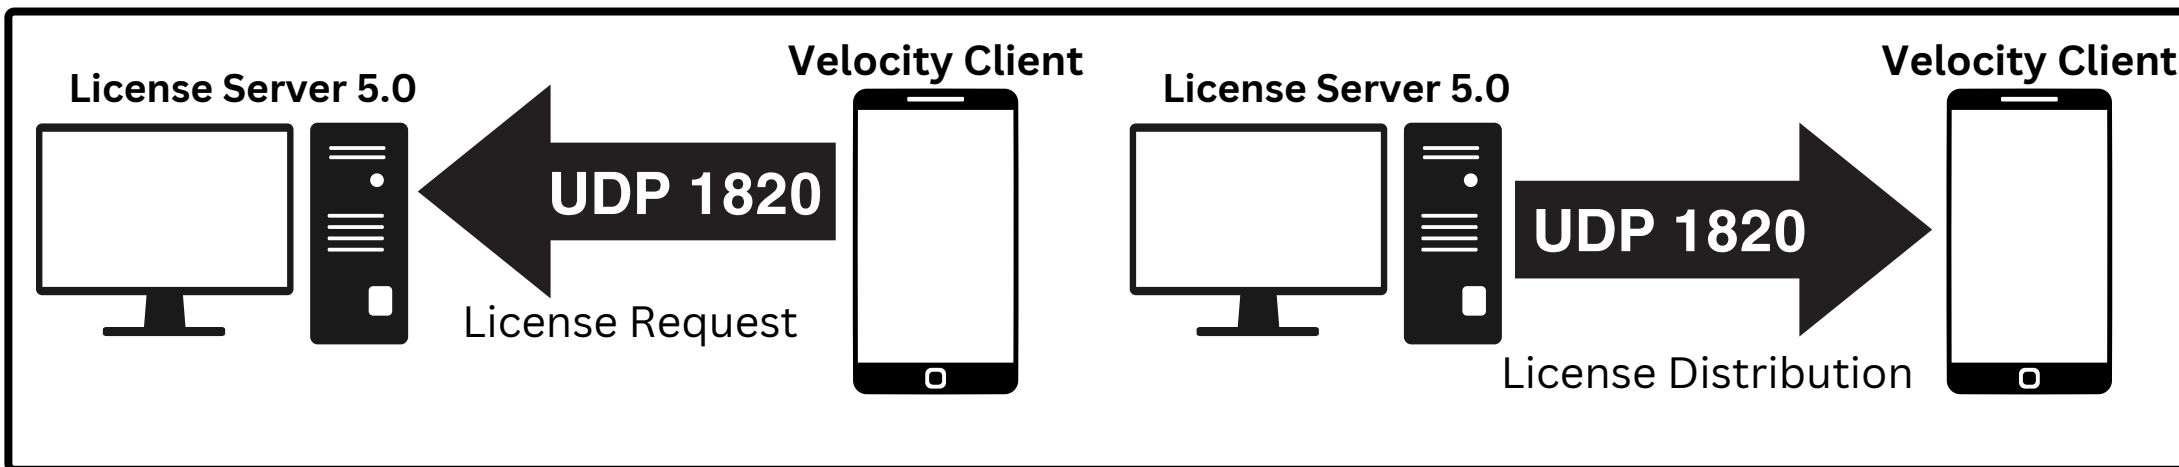 License Server 5.0
UDP 1820
License Request
Velocity Client
License Server 5.0
UDP 1820
License Distribution
Velocity Client